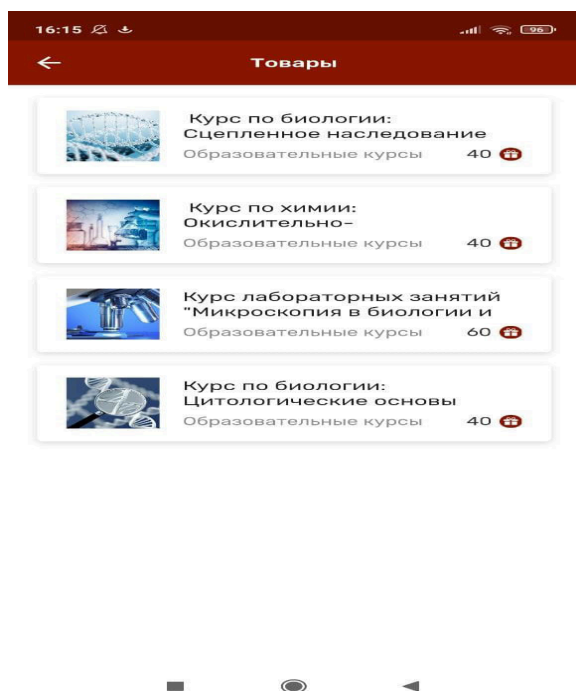 16:15
96
Товары
Курс по биологии:
Сцепленное наследование
Образовательные курсы 40
Курс по химии:
Окислительно-
Образовательные курсы 40
Курс лабораторных занятий
"Микроскопия в биологии и
Образовательные курсы 60
Курс по биологии:
Цитологические основы
Образовательные курсы 40